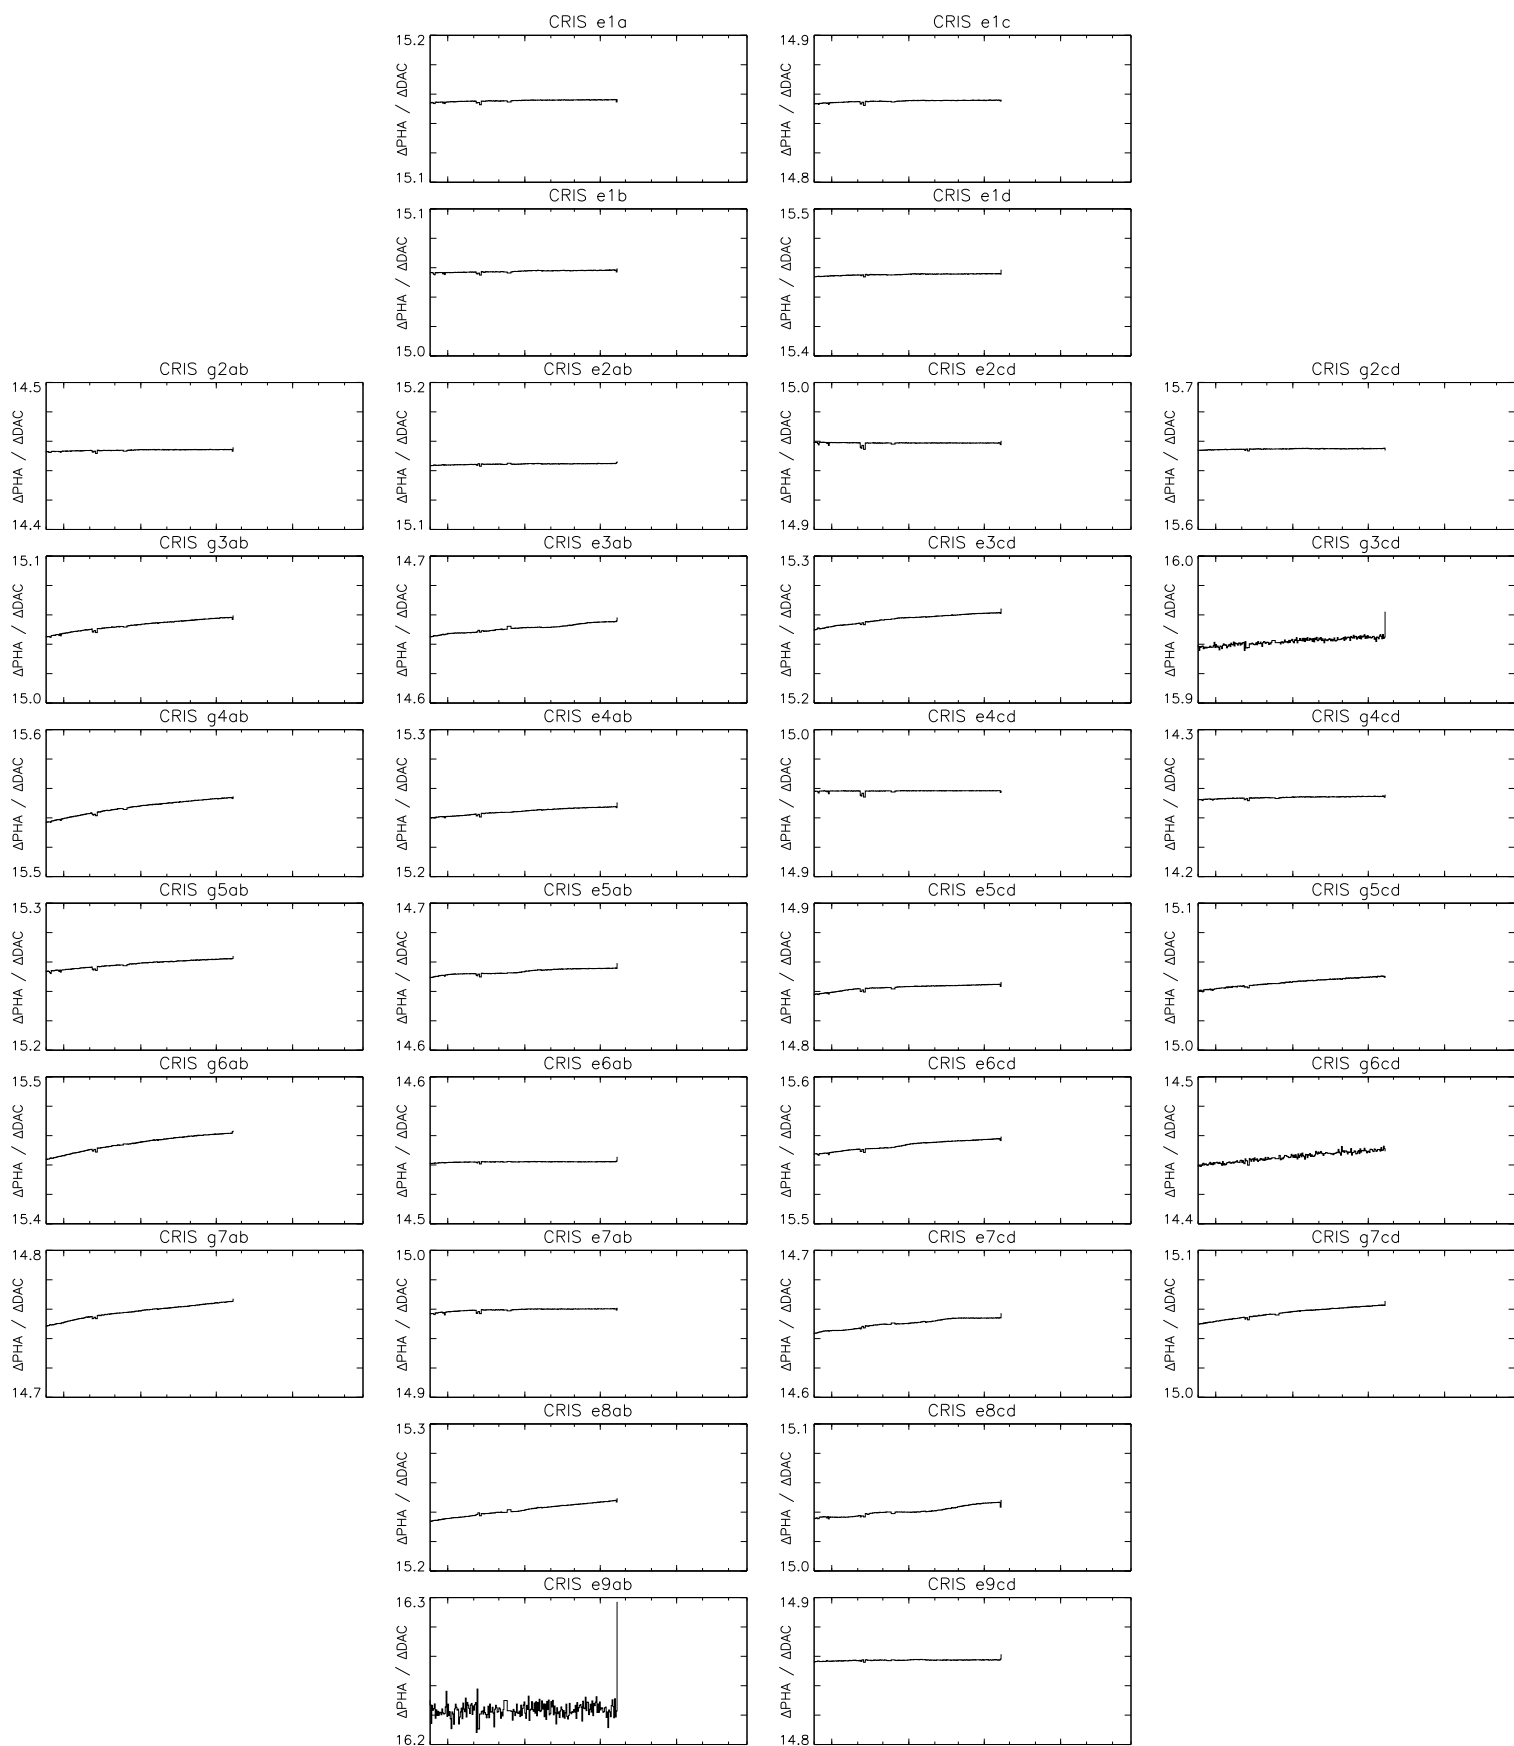 CRIS e1a
15.2
ΔPHA / ΔDAC
15.1
CRIS e1c
14.9
ΔPHA / ΔDAC
14.8
CRIS e1b
15.1
ΔPHA / ΔDAC
15.0
CRIS e1d
15.5
ΔPHA / ΔDAC
15.4
CRIS g2ab
14.5
ΔPHA / ΔDAC
14.4
CRIS e2ab
15.2
ΔPHA / ΔDAC
15.1
CRIS e2cd
15.0
ΔPHA / ΔDAC
14.9
CRIS g2cd
15.7
ΔPHA / ΔDAC
15.6
CRIS g3ab
15.1
ΔPHA / ΔDAC
15.0
CRIS e3ab
14.7
ΔPHA / ΔDAC
14.6
CRIS e3cd
15.3
ΔPHA / ΔDAC
15.2
CRIS g3cd
16.0
ΔPHA / ΔDAC
15.9
CRIS g4ab
15.6
ΔPHA / ΔDAC
15.5
CRIS e4ab
15.3
ΔPHA / ΔDAC
15.2
CRIS e4cd
15.0
ΔPHA / ΔDAC
14.9
CRIS g4cd
14.3
ΔPHA / ΔDAC
14.2
CRIS g5ab
15.3
ΔPHA / ΔDAC
15.2
CRIS e5ab
14.7
ΔPHA / ΔDAC
14.6
CRIS e5cd
14.9
ΔPHA / ΔDAC
14.8
CRIS g5cd
15.1
ΔPHA / ΔDAC
15.0
CRIS g6ab
15.5
ΔPHA / ΔDAC
15.4
CRIS e6ab
14.6
ΔPHA / ΔDAC
14.5
CRIS e6cd
15.6
ΔPHA / ΔDAC
15.5
CRIS g6cd
14.5
ΔPHA / ΔDAC
14.4
CRIS g7ab
14.8
ΔPHA / ΔDAC
14.7
CRIS e7ab
15.0
ΔPHA / ΔDAC
14.9
CRIS e7cd
14.7
ΔPHA / ΔDAC
14.6
CRIS g7cd
15.1
ΔPHA / ΔDAC
15.0
CRIS e8ab
15.3
ΔPHA / ΔDAC
15.2
CRIS e8cd
15.1
ΔPHA / ΔDAC
15.0
CRIS e9ab
16.3
ΔPHA / ΔDAC
16.2
CRIS e9cd
14.9
ΔPHA / ΔDAC
14.8